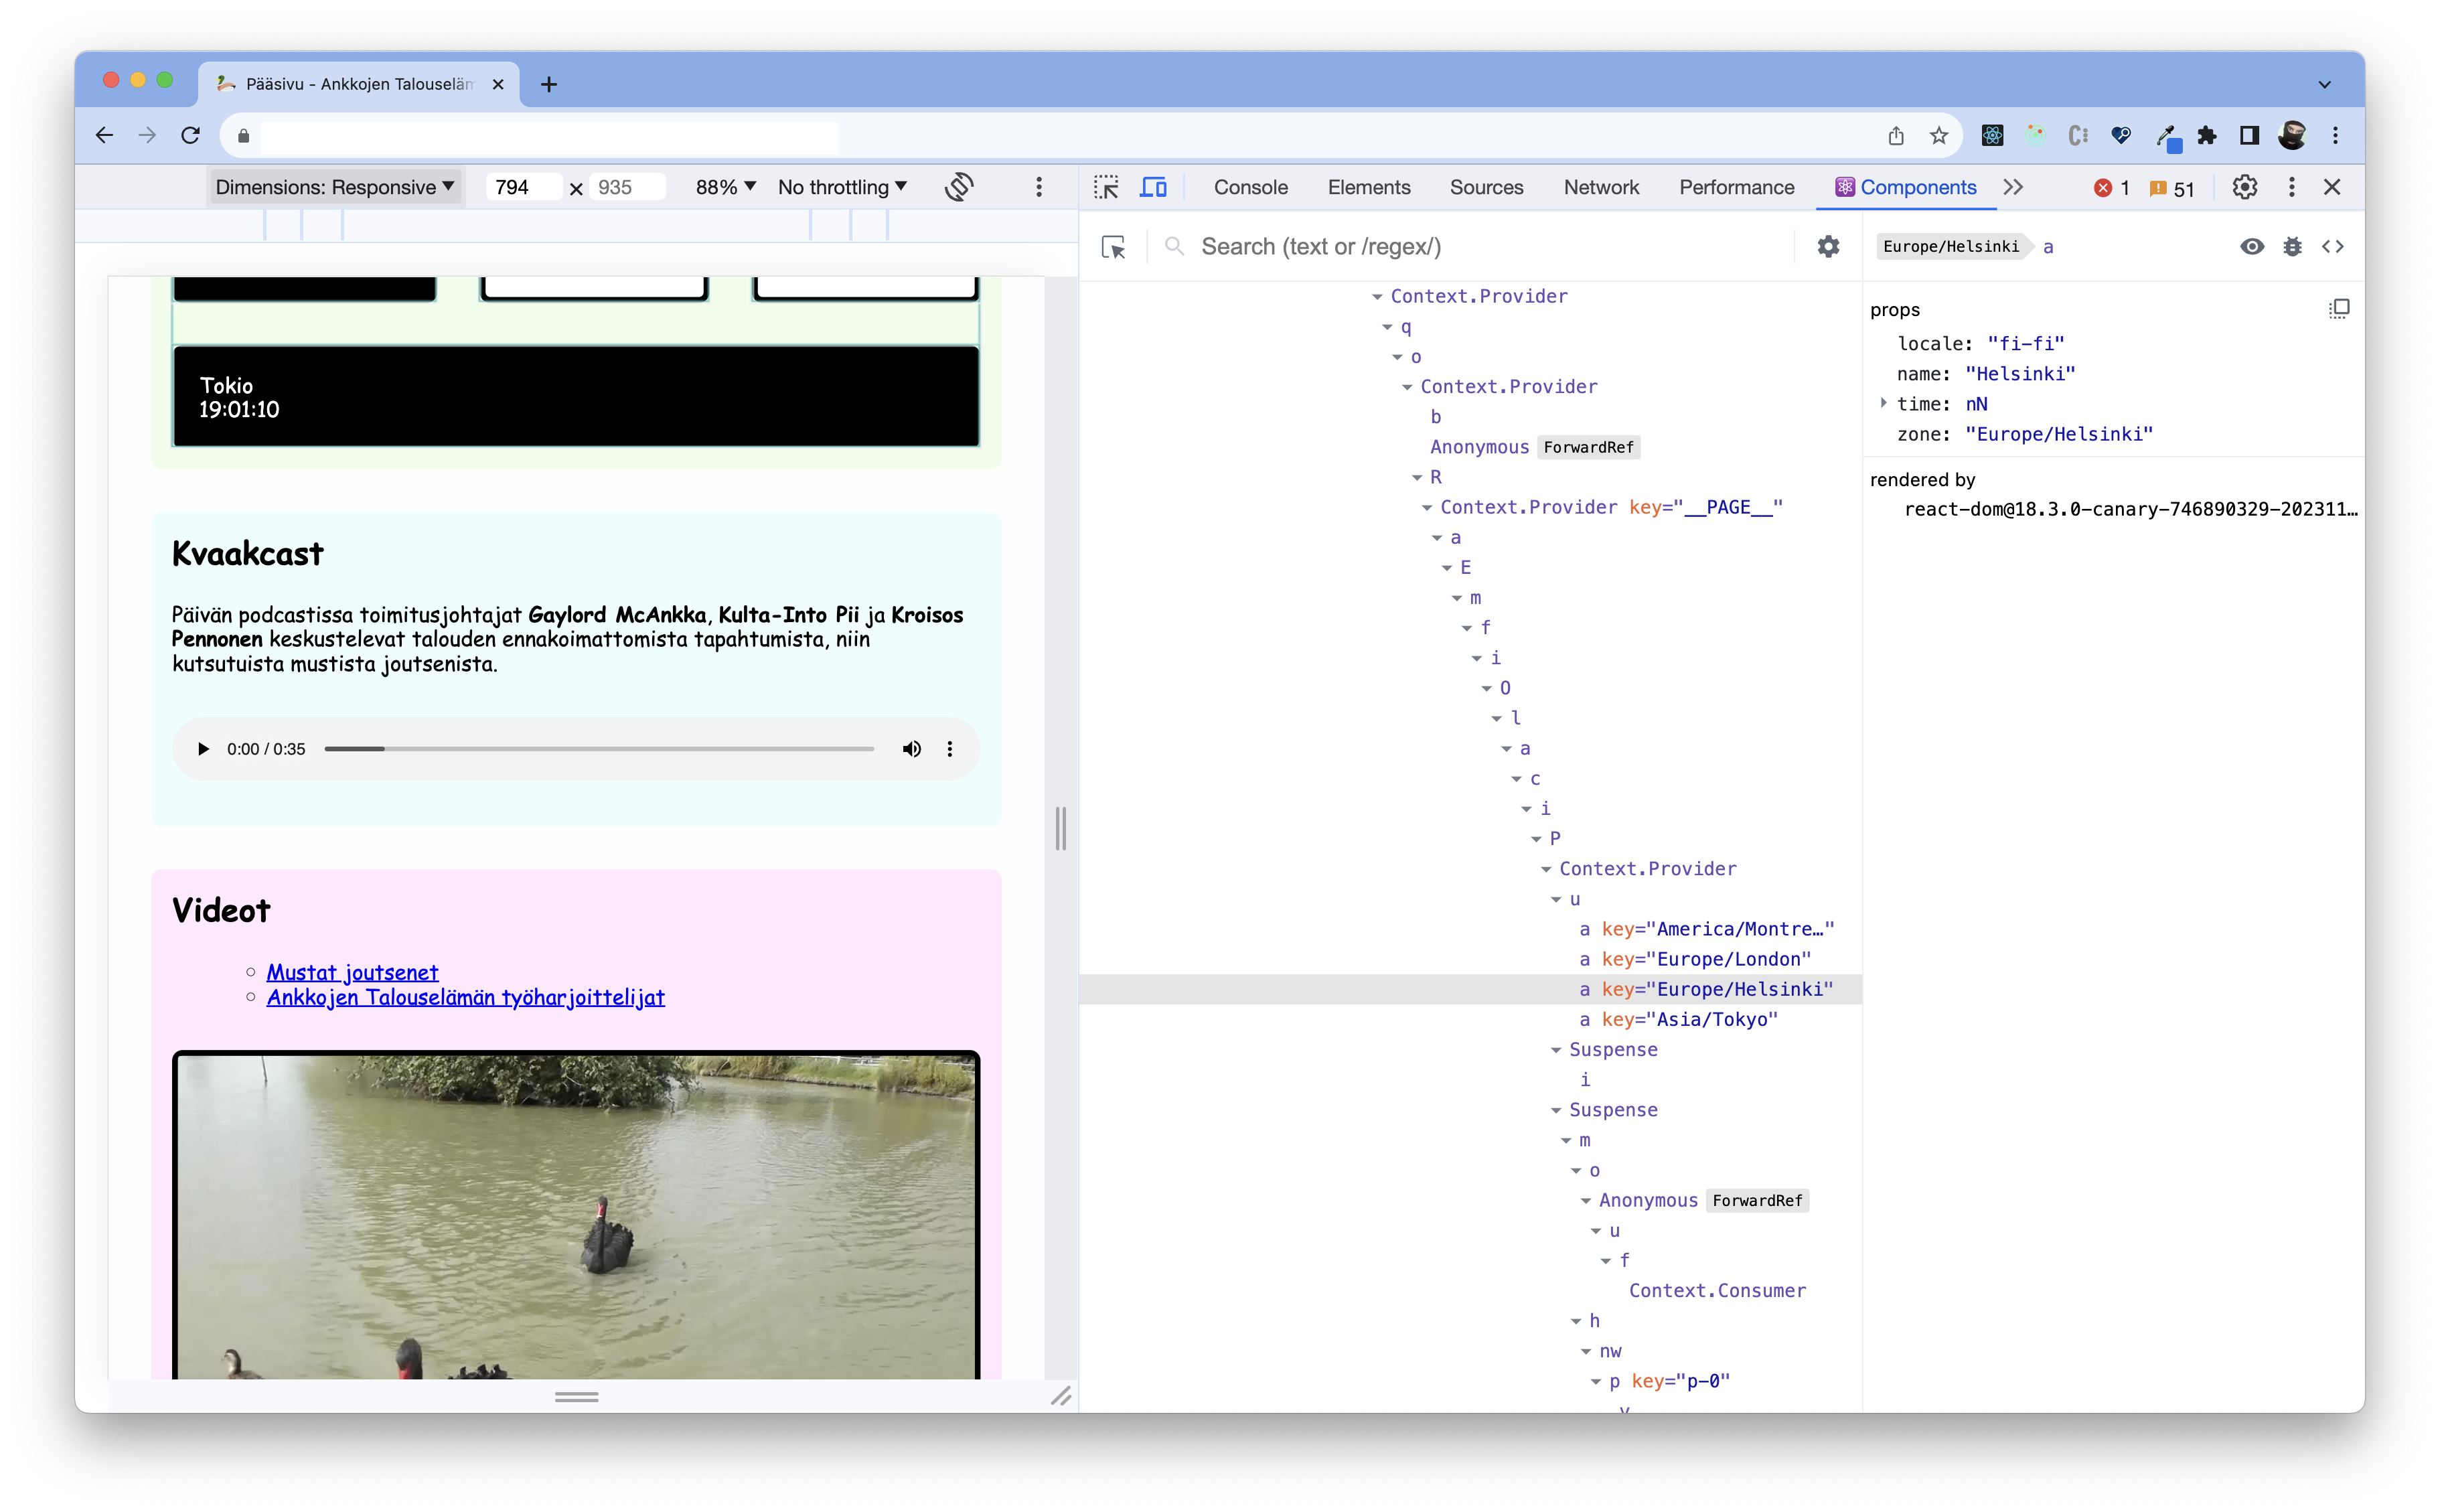 Pääsivu - Ankkojen Talouseläm
Dimensions: Responsive
794 × 935
88%
No throttling
Console
Elements
Sources
Network
Performance
Components
1
51
Search (text or /regex/)
Europe/Helsinki
a
Tokio
19:01:10
Kvaakcast
Päivän podcastissa toimitusjohtajat Gaylord McAnkka, Kulta-Into Pii ja Kroisos
Pennonen keskustelevat talouden ennakoimattomista tapahtumista, niin
kutsutuista mustista joutsenista.
0:00 / 0:35
Videot
Mustat joutsenet
Ankkojen Talouselämän työharjoittelijat
Context.Provider
q
o
Context.Provider
b
Anonymous ForwardRef
R
Context.Provider key="__PAGE__"
a
E
m
f
i
O
l
a
c
i
P
Context.Provider
u
a key="America/Montre…"
a key="Europe/London"
a key="Europe/Helsinki"
a key="Asia/Tokyo"
Suspense
i
Suspense
m
o
Anonymous ForwardRef
u
f
Context.Consumer
h
nw
p key="p-0"
props
locale: "fi-fi"
name: "Helsinki"
time: nN
zone: "Europe/Helsinki"
rendered by
react-dom@18.3.0-canary-746890329-202311…